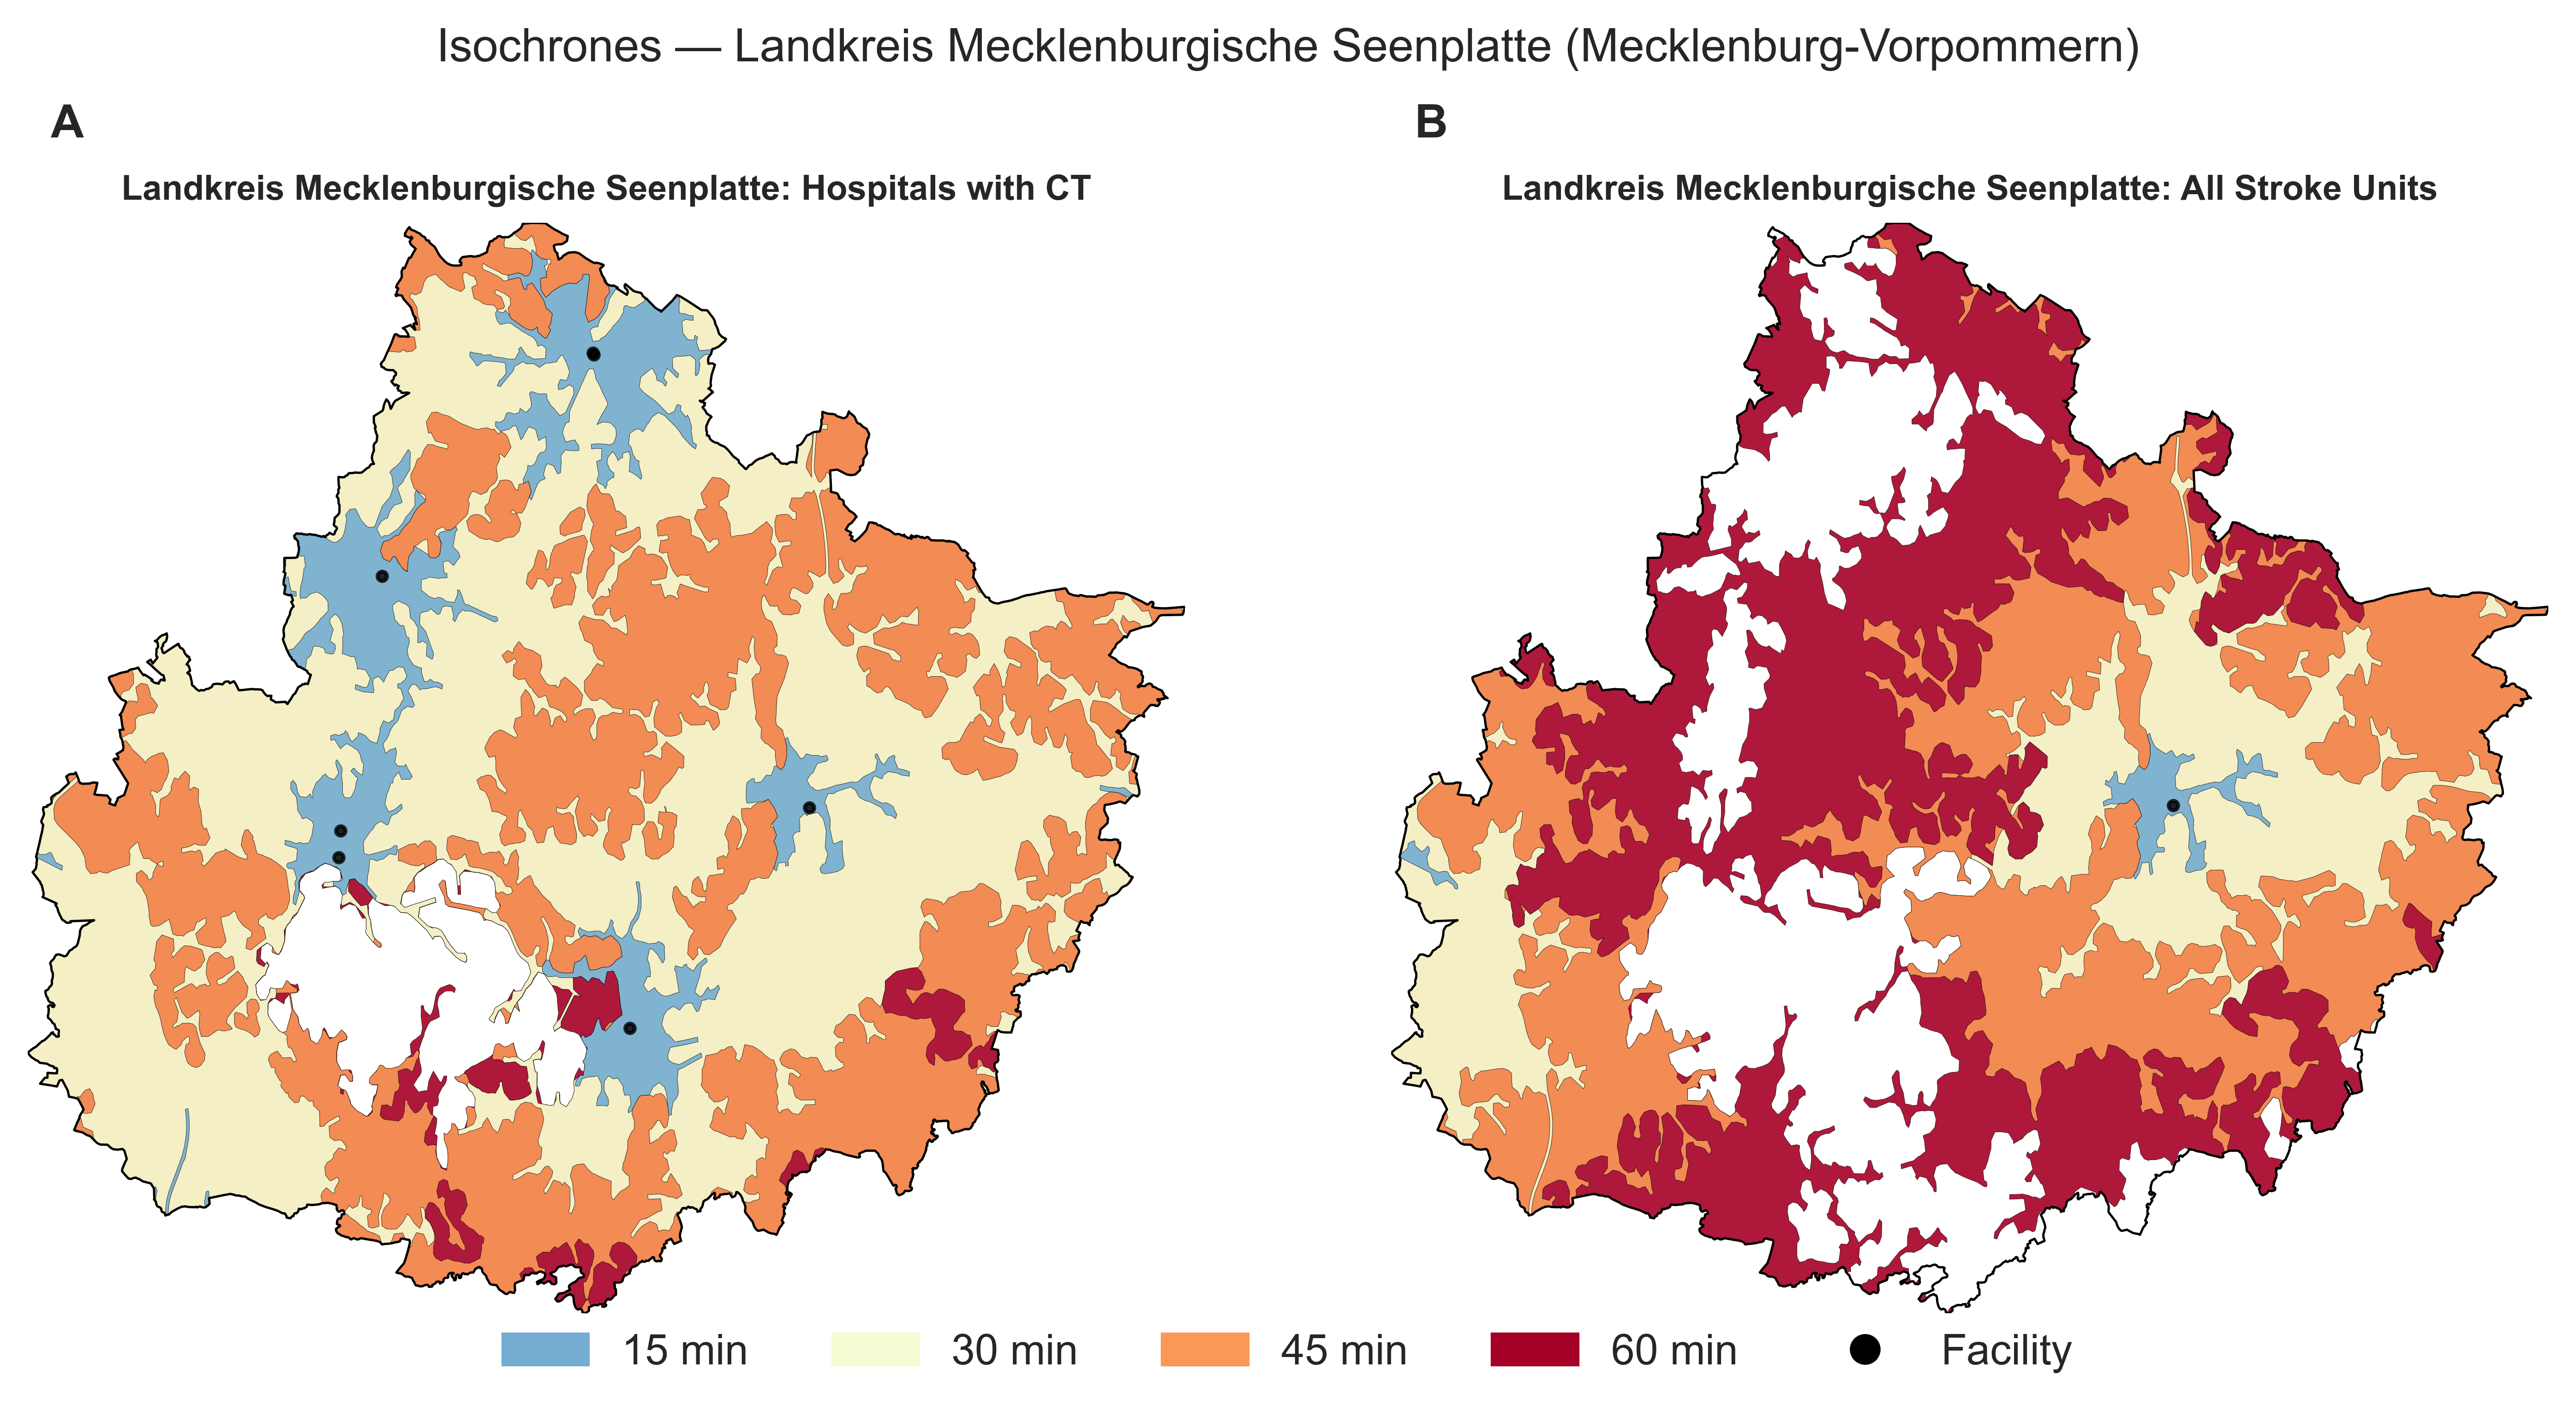 Isochrones — Landkreis Mecklenburgische Seenplatte (Mecklenburg-Vorpommern)
A
Landkreis Mecklenburgische Seenplatte: Hospitals with CT
B
Landkreis Mecklenburgische Seenplatte: All Stroke Units
15 min
30 min
45 min
60 min
Facility